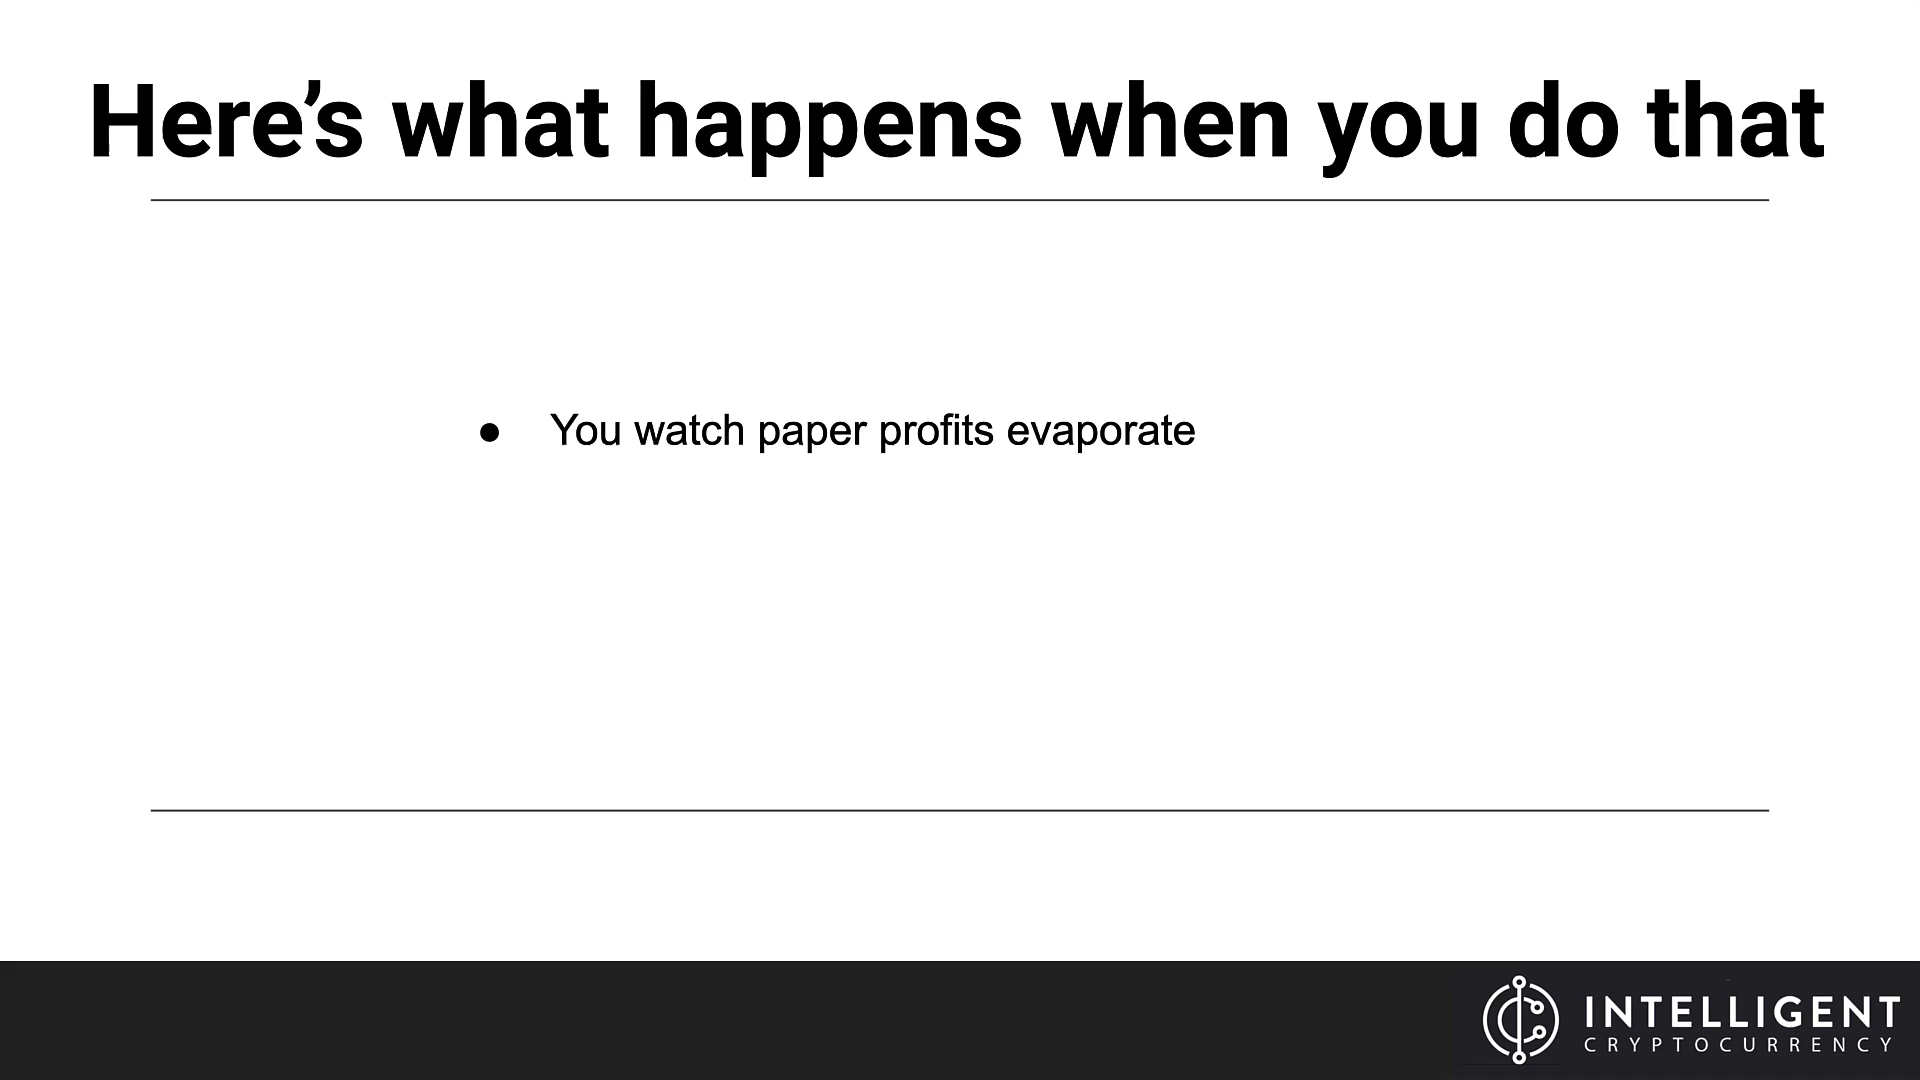 Here’s what happens when you do that
● You watch paper profits evaporate
INTELLIGENT
CRYPTOCURRENCY